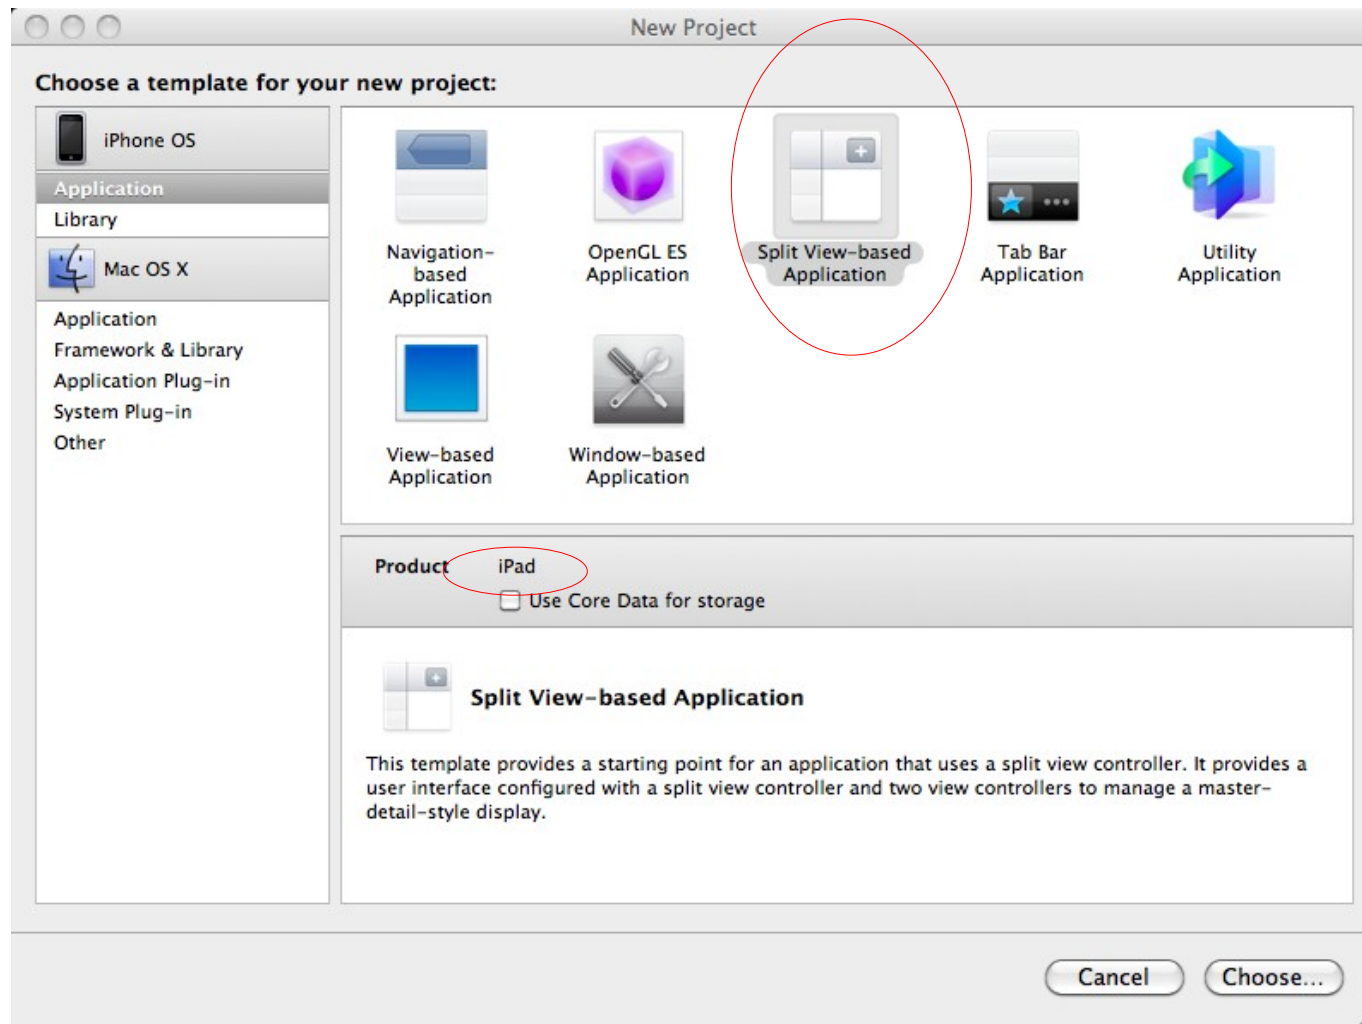 New Project
Choose a template for your new project:
iPhone OS
Application
Library
Mac OS X
Application
Framework & Library
Application Plug-in
System Plug-in
Other
Navigation-
based
Application
OpenGL ES
Application
Split View-based
Application
Tab Bar
Application
Utility
Application
View-based
Application
Window-based
Application
Product iPad
Use Core Data for storage
Split View-based Application
This template provides a starting point for an application that uses a split view controller. It provides a
user interface configured with a split view controller and two view controllers to manage a master-
detail-style display.
Cancel Choose...